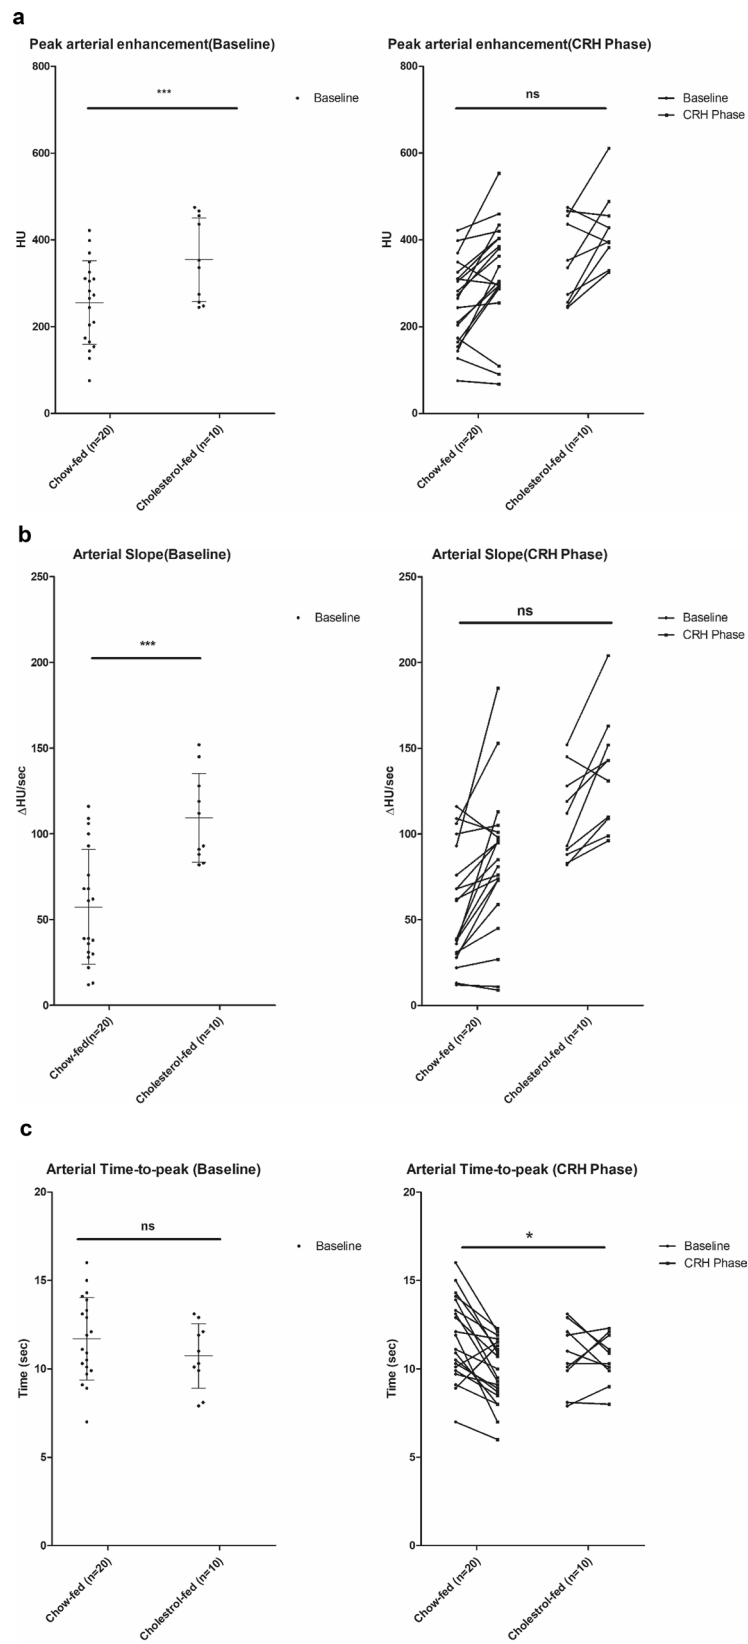 a
Peak arterial enhancement(Baseline)
800
600
400
200
0
HU
***
Baseline
Chow-fed (n=20)
Cholesterol-fed (n=10)
Peak arterial enhancement(CRH Phase)
800
600
400
200
0
HU
ns
Baseline
CRH Phase
Chow-fed (n=20)
Cholesterol-fed (n=10)
b
Arterial Slope(Baseline)
250
200
150
100
50
0
ΔHU/sec
***
Baseline
Chow-fed(n=20)
Cholesterol-fed (n=10)
Arterial Slope(CRH Phase)
250
200
150
100
50
0
ΔHU/sec
ns
Baseline
CRH Phase
Chow-fed (n=20)
Cholesterol-fed (n=10)
c
Arterial Time-to-peak (Baseline)
20
15
10
5
0
Time (sec)
ns
Baseline
Chow-fed (n=20)
Cholestrol-fed (n=10)
Arterial Time-to-peak (CRH Phase)
20
15
10
5
0
Time (sec)
*
Baseline
CRH Phase
Chow-fed (n=20)
Cholestrol-fed (n=10)